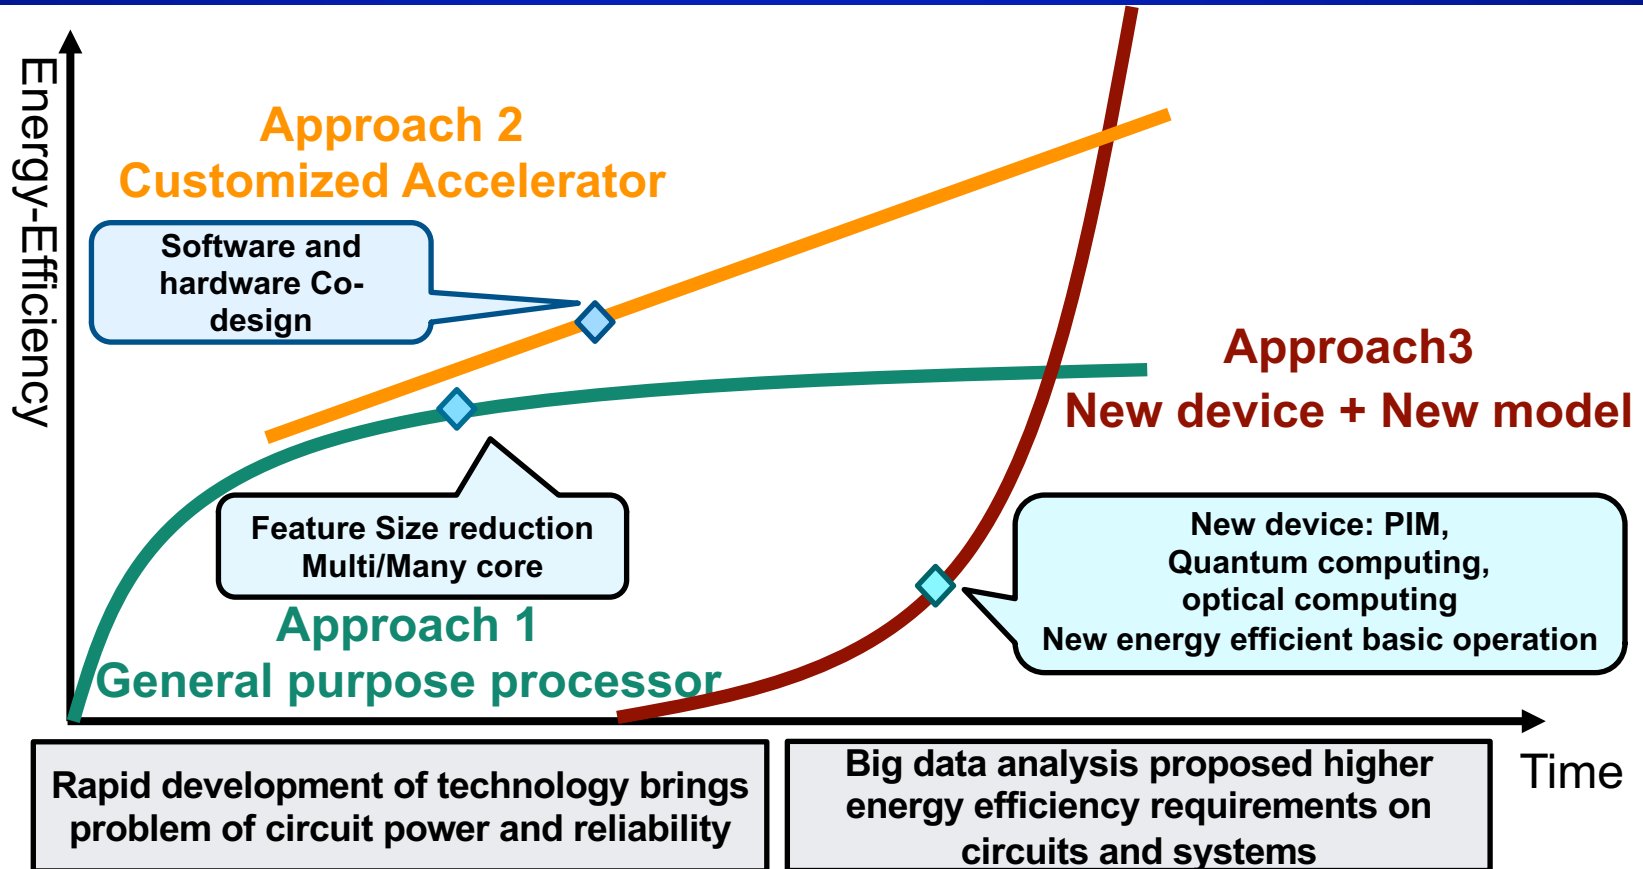 Energy-Efficiency
Approach 2
Customized Accelerator
Software and
hardware Co-
design
Feature Size reduction
Multi/Many core
Approach 1
General purpose processor
Approach3
New device + New model
New device: PIM,
Quantum computing,
optical computing
New energy efficient basic operation
Time
Rapid development of technology brings
problem of circuit power and reliability
Big data analysis proposed higher
energy efficiency requirements on
circuits and systems